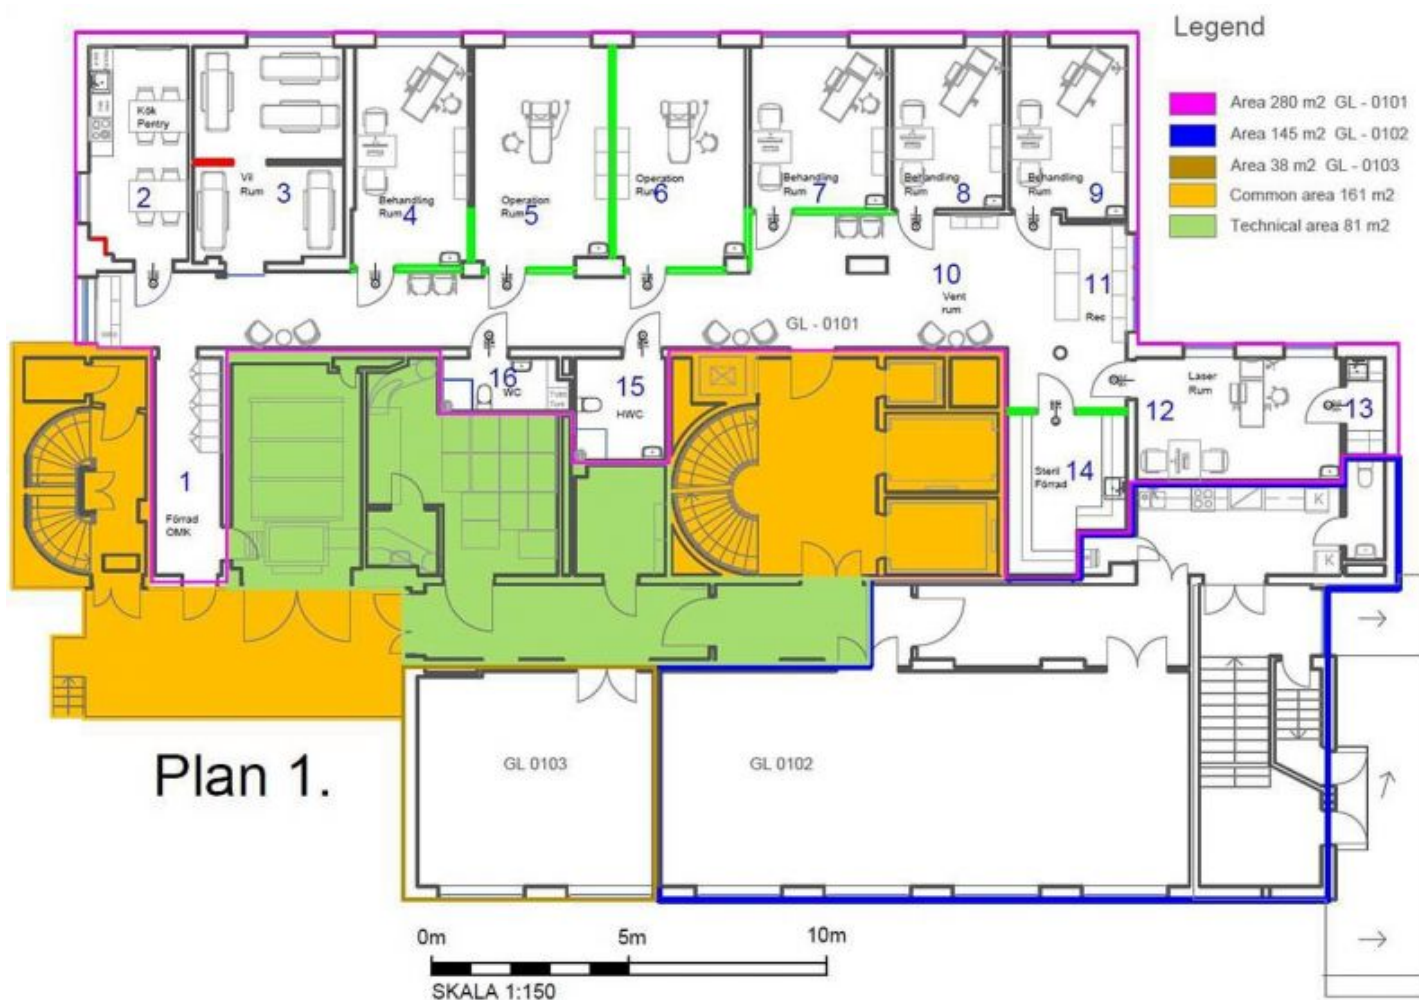 Legend
Area 280 m2 GL - 0101
Area 145 m2 GL - 0102
Area 38 m2 GL - 0103
Common area 161 m2
Technical area 81 m2
Kök
Pentry
2
Vil
Rum
3
Behandling
Rum
4
Operation
Rum
5
Operation
Rum
6
Behandling
Rum
7
Behandling
Rum
8
Behandling
Rum
9
10
Vent
rum
11
Rec
GL - 0101
16
WC
15
HWC
Laser
Rum
12
13
1
Förrad
OMK
Steril
Förrad
14
K
K
Plan 1.
GL 0103
GL 0102
0m
5m
10m
SKALA 1:150